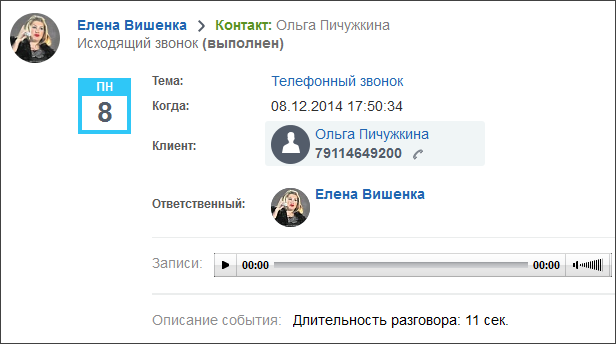 Елена Вишенка > Контакт: Ольга Пичужкина
Исходящий звонок (выполнен)
ПН
8
Тема: Телефонный звонок
Когда: 08.12.2014 17:50:34
Клиент: Ольга Пичужкина
79114649200
Ответственный: Елена Вишенка
Записи: 00:00 00:00
Описание события: Длительность разговора: 11 сек.